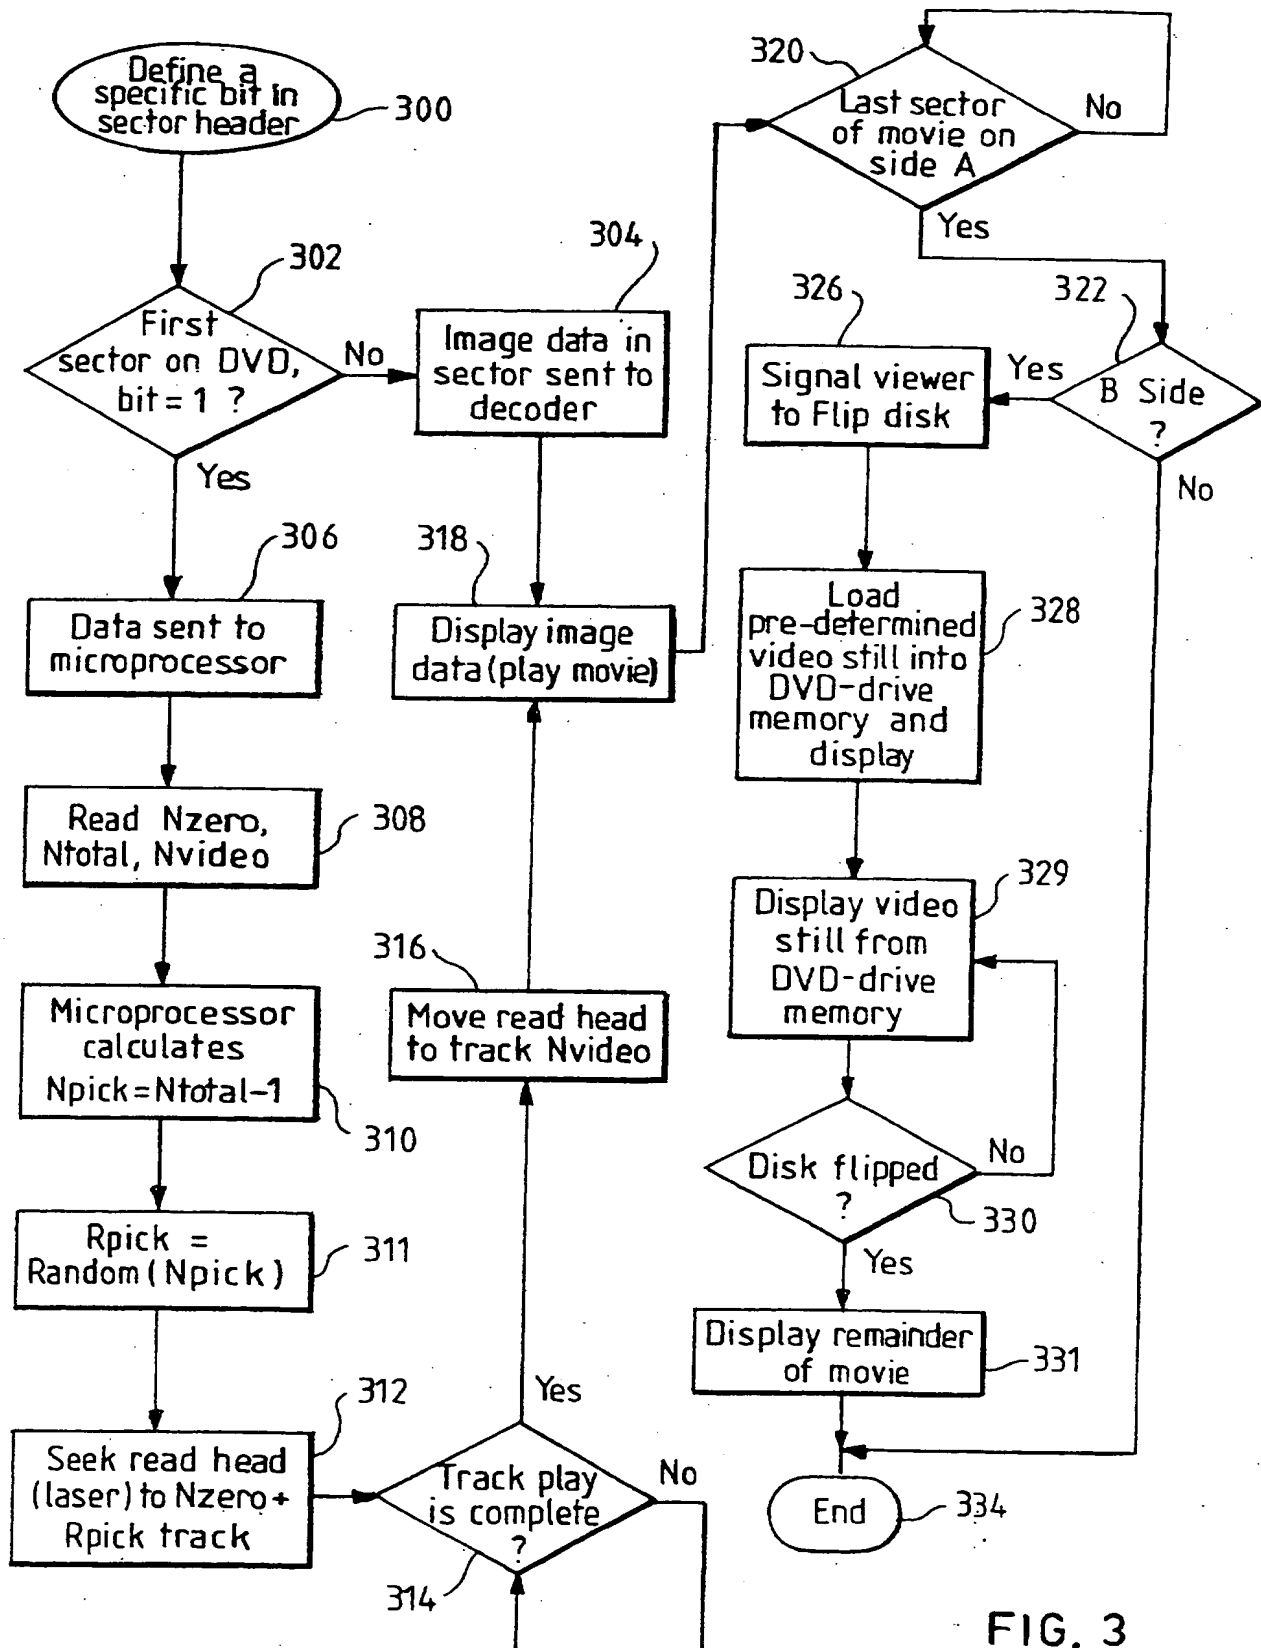 Define a
specific bit in
sector header
300
302
First
sector on DVD,
bit = 1 ?
No
Yes
304
Image data in
sector sent to
decoder
306
Data sent to
microprocessor
Read Nzero,
Ntotal, Nvideo
308
Microprocessor
calculates
Npick = Ntotal-1
310
Rpick =
Random (Npick)
311
312
Seek read head
(laser) to Nzero +
Rpick track
Track play
is complete
?
314
Yes
No
316
Move read head
to track Nvideo
318
Display image
data (play movie)
320
Last sector
of movie on
side A
No
Yes
322
B Side
?
Yes
No
326
Signal viewer
to Flip disk
Load
pre-determined
video still into
DVD-drive
memory and
display
328
329
Display video
still from
DVD-drive
memory
Disk flipped
?
No
330
Yes
Display remainder
of movie
331
End
334
FIG. 3